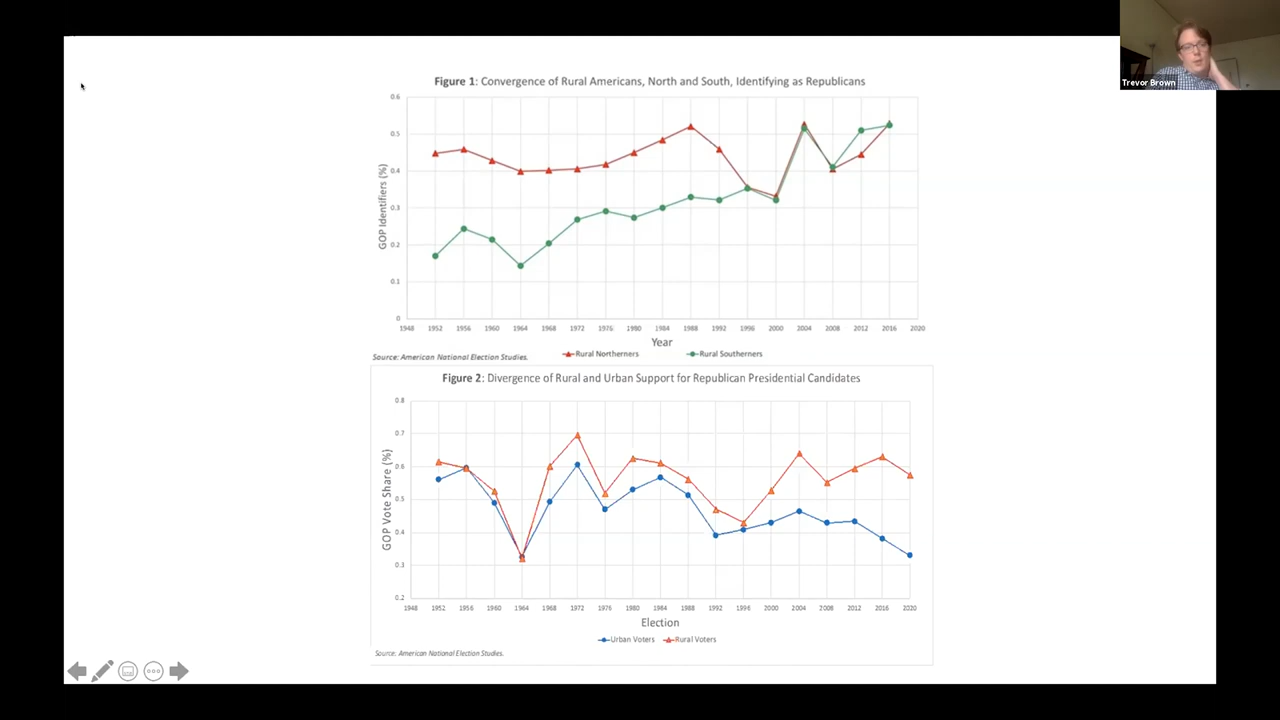 Trevor Brown
Figure 1: Convergence of Rural Americans, North and South, Identifying as Republicans
0.6
0.5
0.4
0.3
0.2
0.1
0
GOP Identifiers (%)
1948 1952 1956 1960 1964 1968 1972 1976 1980 1984 1988 1992 1996 2000 2004 2008 2012 2016 2020
Year
Source: American National Election Studies.
Rural Northerners Rural Southerners
Figure 2: Divergence of Rural and Urban Support for Republican Presidential Candidates
0.8
0.7
0.6
0.5
0.4
0.3
0.2
GOP Vote Share (%)
1948 1952 1956 1960 1964 1968 1972 1976 1980 1984 1988 1992 1996 2000 2004 2008 2012 2016 2020
Election
Urban Voters Rural Voters
Source: American National Election Studies.